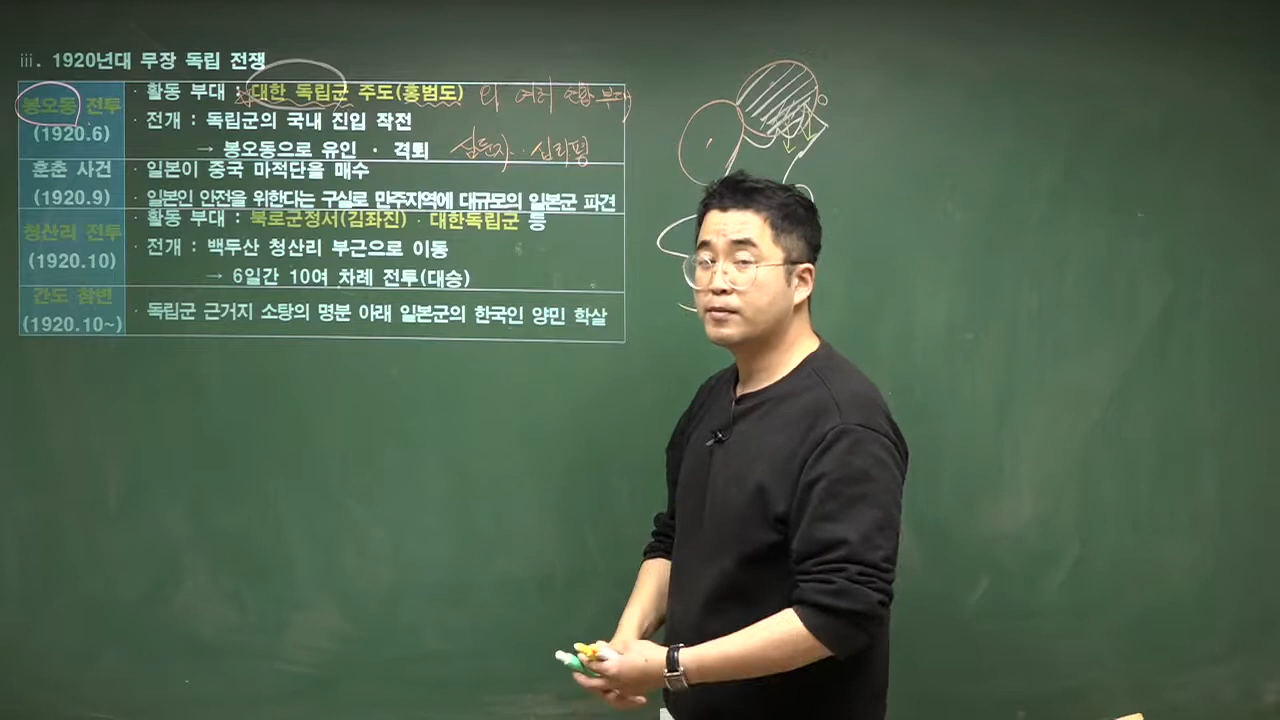 ⅲ. 1920년대 무장 독립 전쟁
봉오동 전투
(1920.6)
· 활동 부대 : 대한 독립군 주도(홍범도) 외 여러 연합부대
· 전개 : 독립군의 국내 진입 작전
→ 봉오동으로 유인 · 격퇴 삼둔자
훈춘 사건
(1920.9)
· 일본이 중국 마적단을 매수
· 일본인 안전을 위한다는 구실로 만주지역에 대규모의 일본군 파견
청산리 전투
(1920.10)
· 활동 부대 : 북로군정서(김좌진) · 대한독립군 등
· 전개 : 백두산 청산리 부근으로 이동
→ 6일간 10여 차례 전투(대승)
간도 참변
(1920.10~)
· 독립군 근거지 소탕의 명분 아래 일본군의 한국인 양민 학살